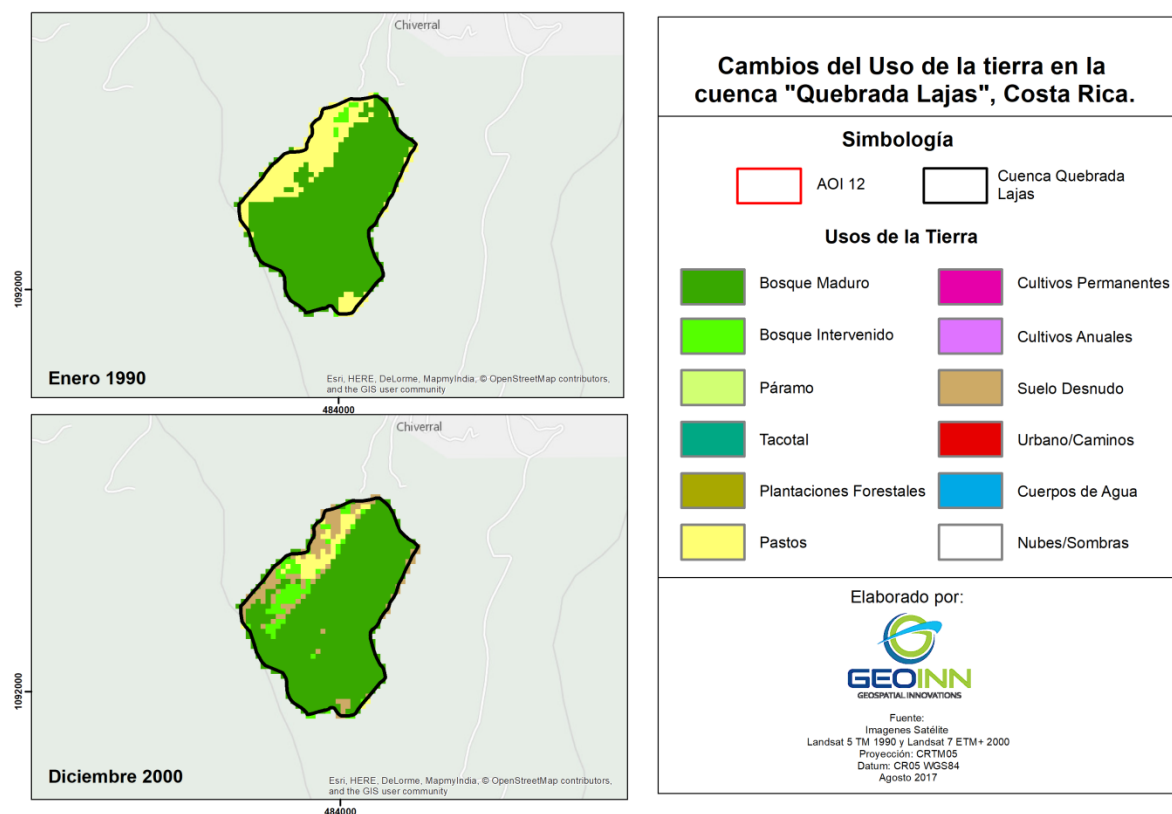 Chiverral
1092000
Enero 1990
Esri, HERE, DeLorme, MapmyIndia, © OpenStreetMap contributors,
and the GIS user community
484000
Chiverral
1092000
Diciembre 2000
Esri, HERE, DeLorme, MapmyIndia, © OpenStreetMap contributors,
and the GIS user community
484000
Cambios del Uso de la tierra en la
cuenca "Quebrada Lajas", Costa Rica.
Simbología
AOI 12
Cuenca Quebrada
Lajas
Usos de la Tierra
Bosque Maduro
Cultivos Permanentes
Bosque Intervenido
Cultivos Anuales
Páramo
Suelo Desnudo
Tacotal
Urbano/Caminos
Plantaciones Forestales
Cuerpos de Agua
Pastos
Nubes/Sombras
Elaborado por:
GEOINN
GEOSPATIAL INNOVATIONS
Fuente:
Imagenes Satélite
Landsat 5 TM 1990 y Landsat 7 ETM+ 2000
Proyección: CRTM05
Datum: CR05 WGS84
Agosto 2017